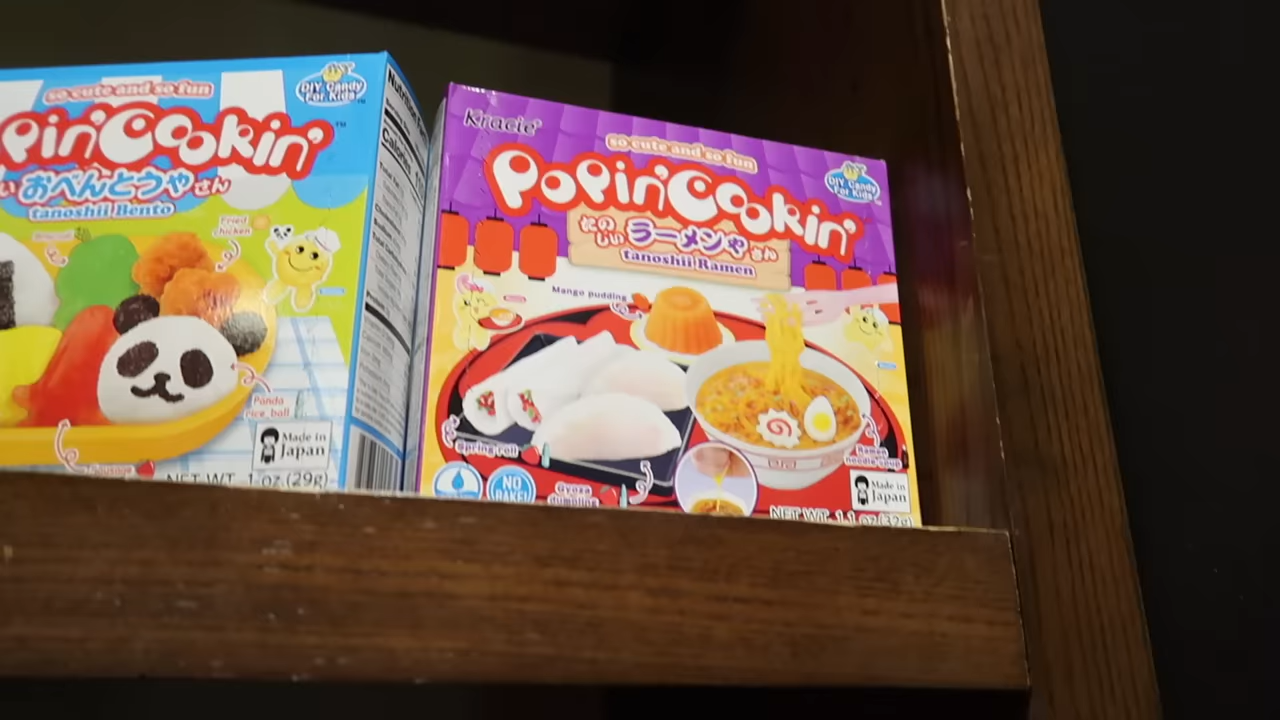 so cute and so fun
DIY Candy
For Kids
pin'Cookin'
い おべんとうやさん
tanoshii Bento
Fried
chicken
Panda
rice ball
Made in
Japan
NET WT. 1 oz (29g)
Nutrition
Calories
Kracie
so cute and so fun
Popin'Cookin'
DIY Candy
For Kids
たのしい ラーメンやさん
tanoshii Ramen
Mango pudding
Spring roll
Ramen
noodle soup
NO
BAKE!
Gyoza
dumpling
Made in
Japan
NET WT. 1.1 oz (32g)